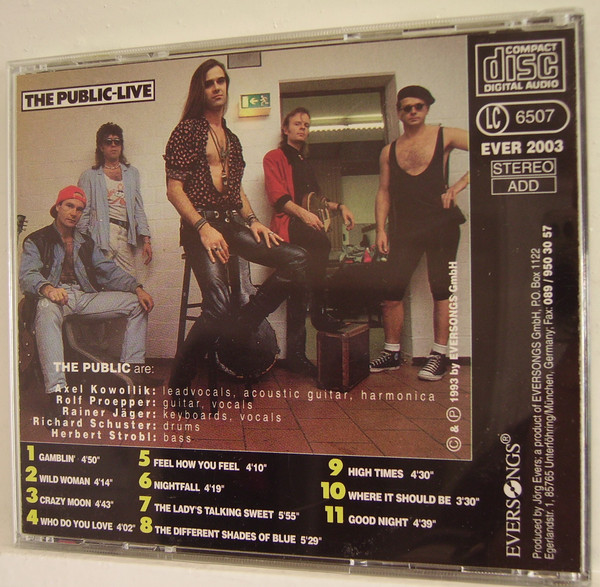 THE PUBLIC-LIVE
COMPACT
disc
DIGITAL AUDIO
LC 6507
EVER 2003
STEREO
ADD
THE PUBLIC are:
Axel Kowollik: leadvocals, acoustic guitar, harmonica
Rolf Proepper: guitar, vocals
Rainer Jäger: keyboards, vocals
Richard Schuster: drums
Herbert Strobl: bass
1 GAMBLIN' 4'50"
2 WILD WOMAN 4'14"
3 CRAZY MOON 4'43"
4 WHO DO YOU LOVE 4'02"
5 FEEL HOW YOU FEEL 4'10"
6 NIGHTFALL 4'19"
7 THE LADY'S TALKING SWEET 5'55"
8 THE DIFFERENT SHADES OF BLUE 5'29"
9 HIGH TIMES 4'30"
10 WHERE IT SHOULD BE 3'30"
11 GOOD NIGHT 4'39"
© & ℗ 1993 by EVERSONGS GmbH
EVERSONGS®
Produced by Jörg Evers; a product of EVERSONGS GmbH, P.O. Box 1122
Egerlandstr. 1, 85765 Unterföhring/München, Germany; Fax: 089 / 950 30 57